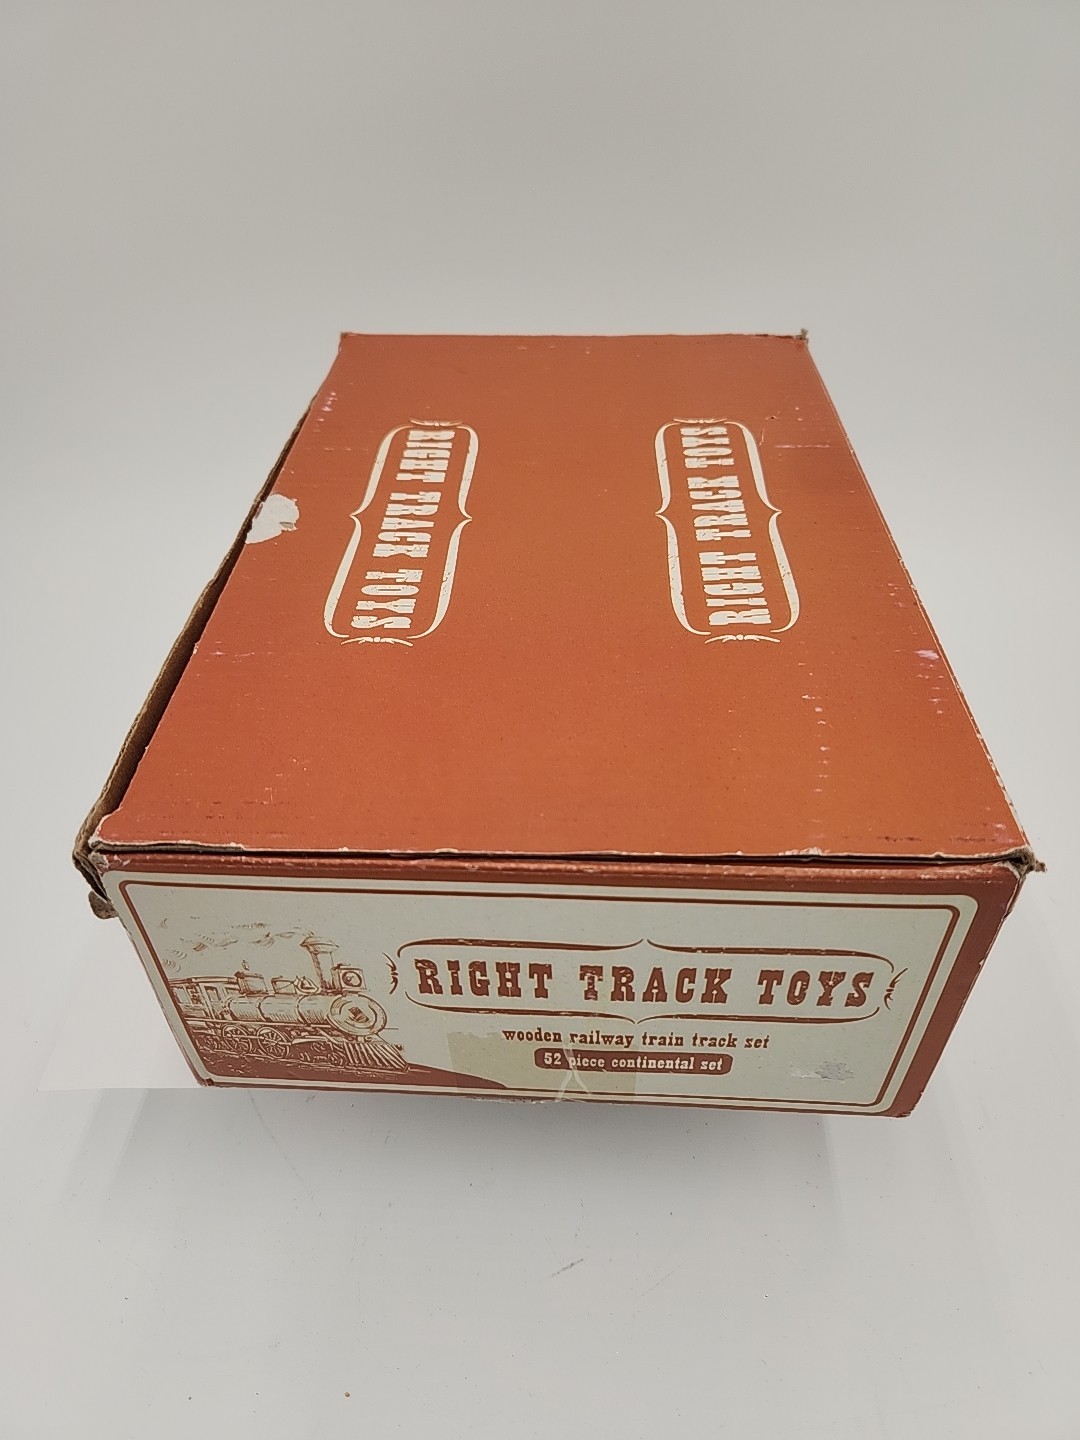 RIGHT TRACK TOYS
RIGHT TRACK TOYS
RIGHT TRACK TOYS
wooden railway train track set
52 piece continental set